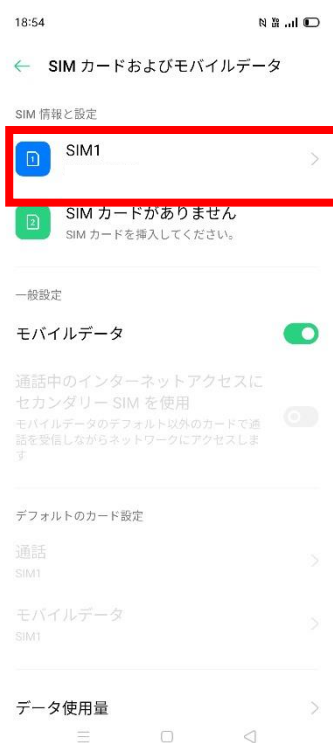 18:54
SIM カードおよびモバイルデータ
SIM 情報と設定
1
SIM1
2
SIM カードがありません
SIM カードを挿入してください。
一般設定
モバイルデータ
通話中のインターネットアクセスに
セカンダリー SIM を使用
モバイルデータのデフォルト以外のカードで通
話を受信しながらネットワークにアクセスしま
す
デフォルトのカード設定
通話
SIM1
モバイルデータ
SIM1
データ使用量